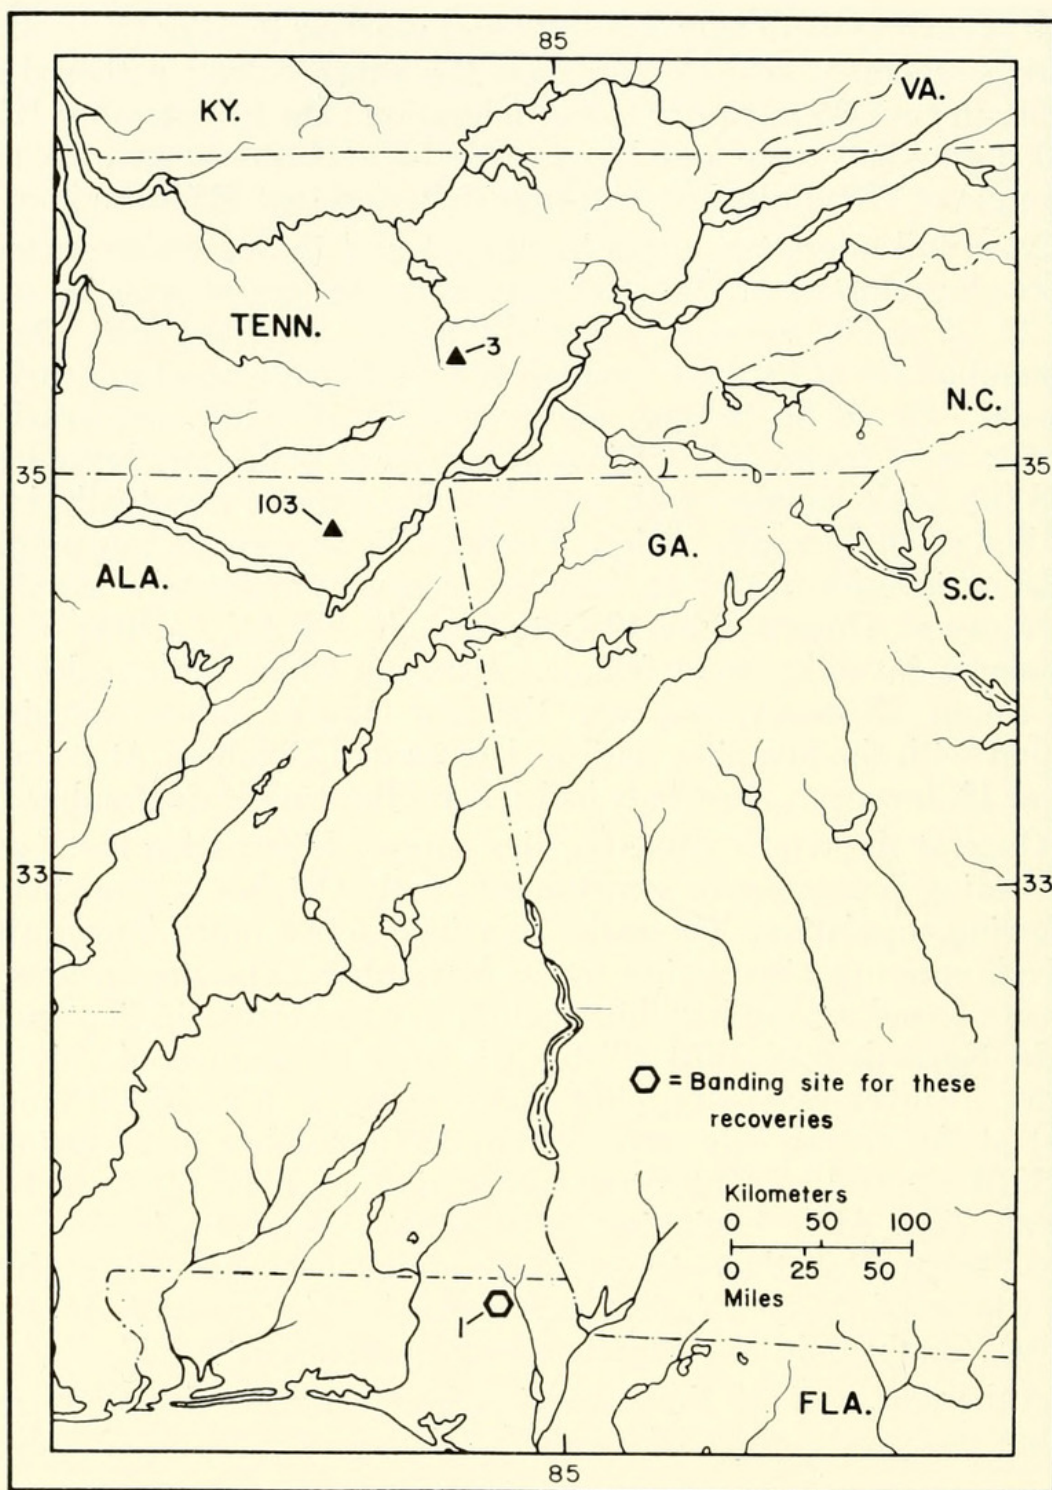 85
KY.
VA.
TENN.
3
N.C.
35
35
103
GA.
ALA.
S.C.
33
33
= Banding site for these
recoveries
Kilometers
0 50 100
0 25 50
Miles
1
FLA.
85